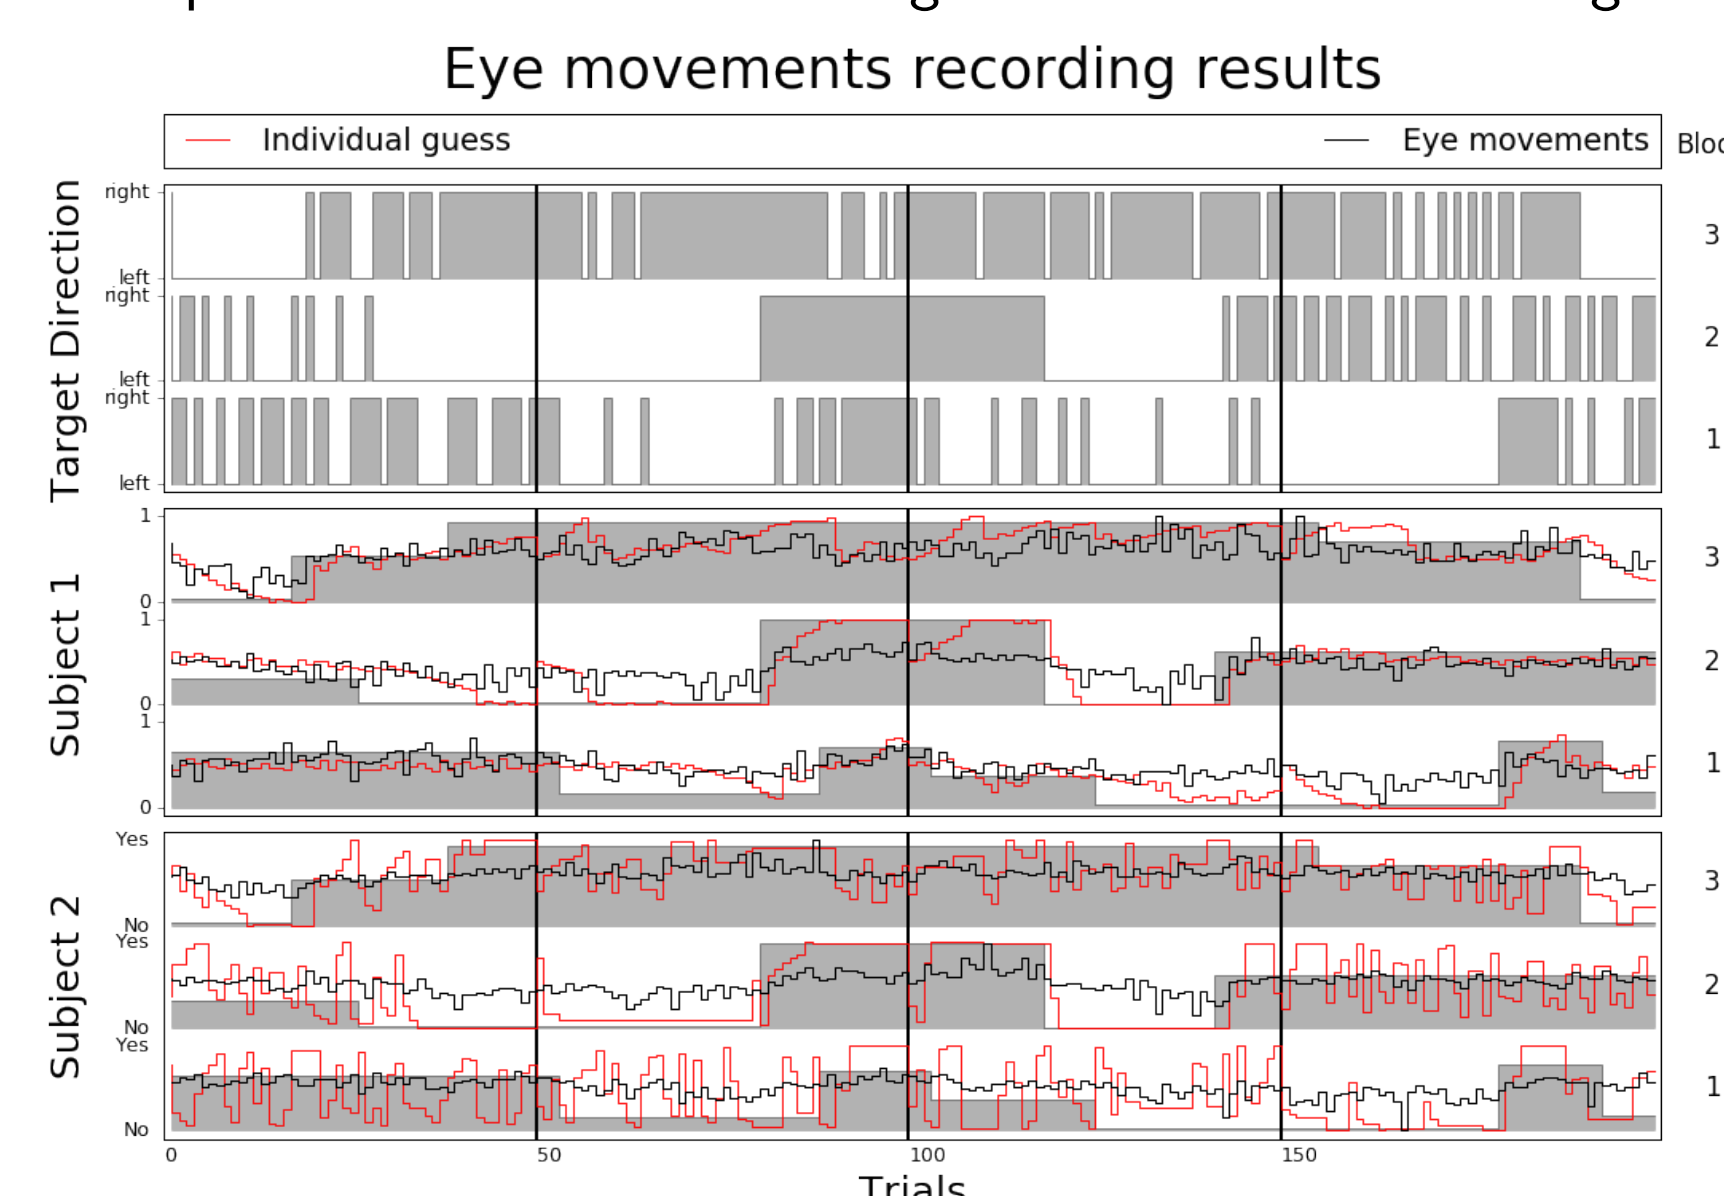 Eye movements recording results
Individual guess
Eye movements
Target Direction
right
left
3
right
left
2
right
left
1
Subject 1
1
0
3
1
0
2
1
0
1
Subject 2
Yes
No
3
Yes
No
2
Yes
No
1
0
50
100
150
Trials